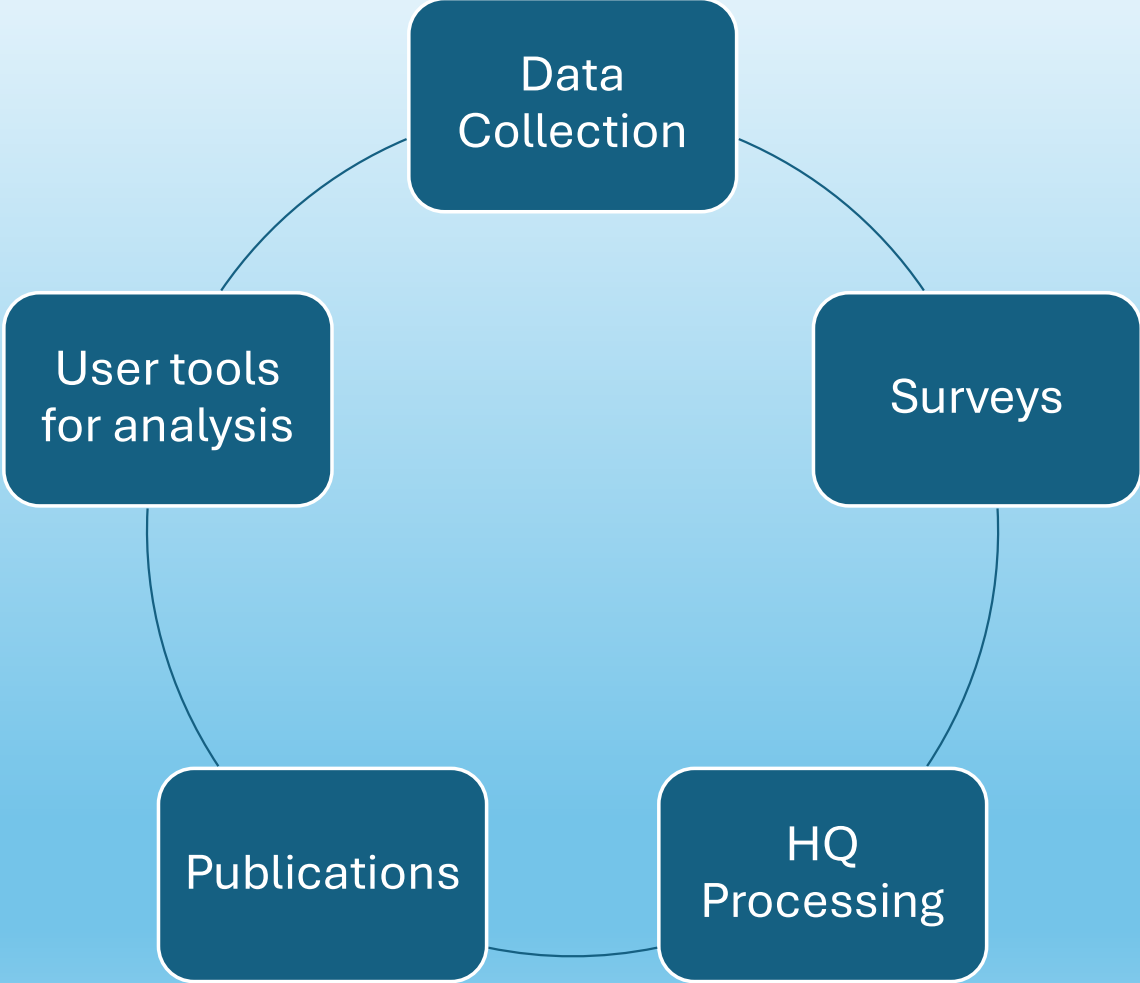 Data
Collection
Surveys
HQ
Processing
Publications
User tools
for analysis